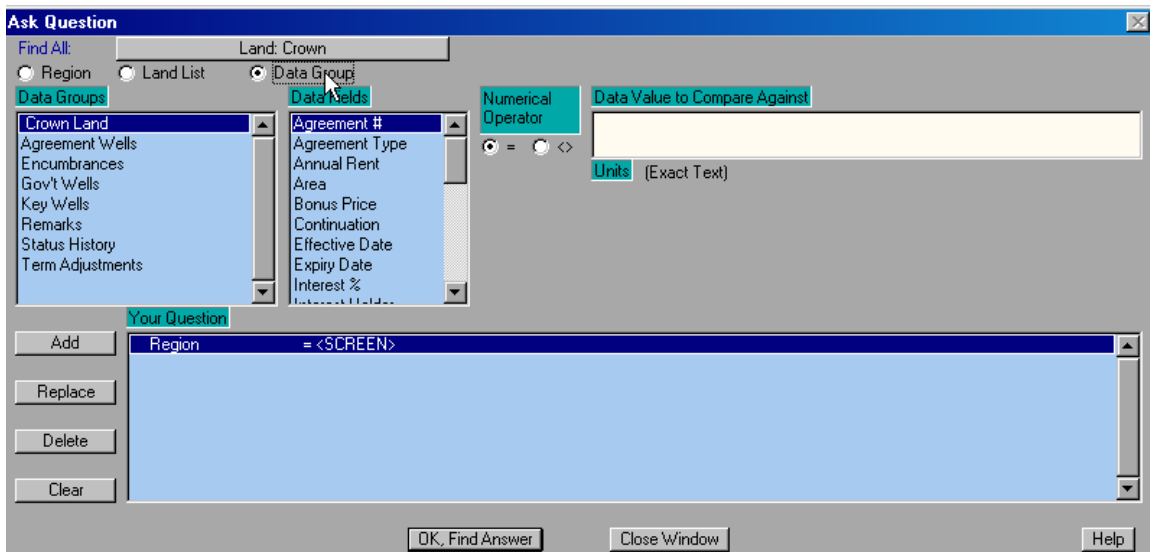 Ask Question
Find All: Land: Crown
Region Land List Data Group
Data Groups
Crown Land
Agreement Wells
Encumbrances
Gov't Wells
Key Wells
Remarks
Status History
Term Adjustments
Data Fields
Agreement #
Agreement Type
Annual Rent
Area
Bonus Price
Continuation
Effective Date
Expiry Date
Interest %
Numerical
Operator
= <>
Data Value to Compare Against
Units (Exact Text)
Your Question
Region = <SCREEN>
Add
Replace
Delete
Clear
OK, Find Answer Close Window Help